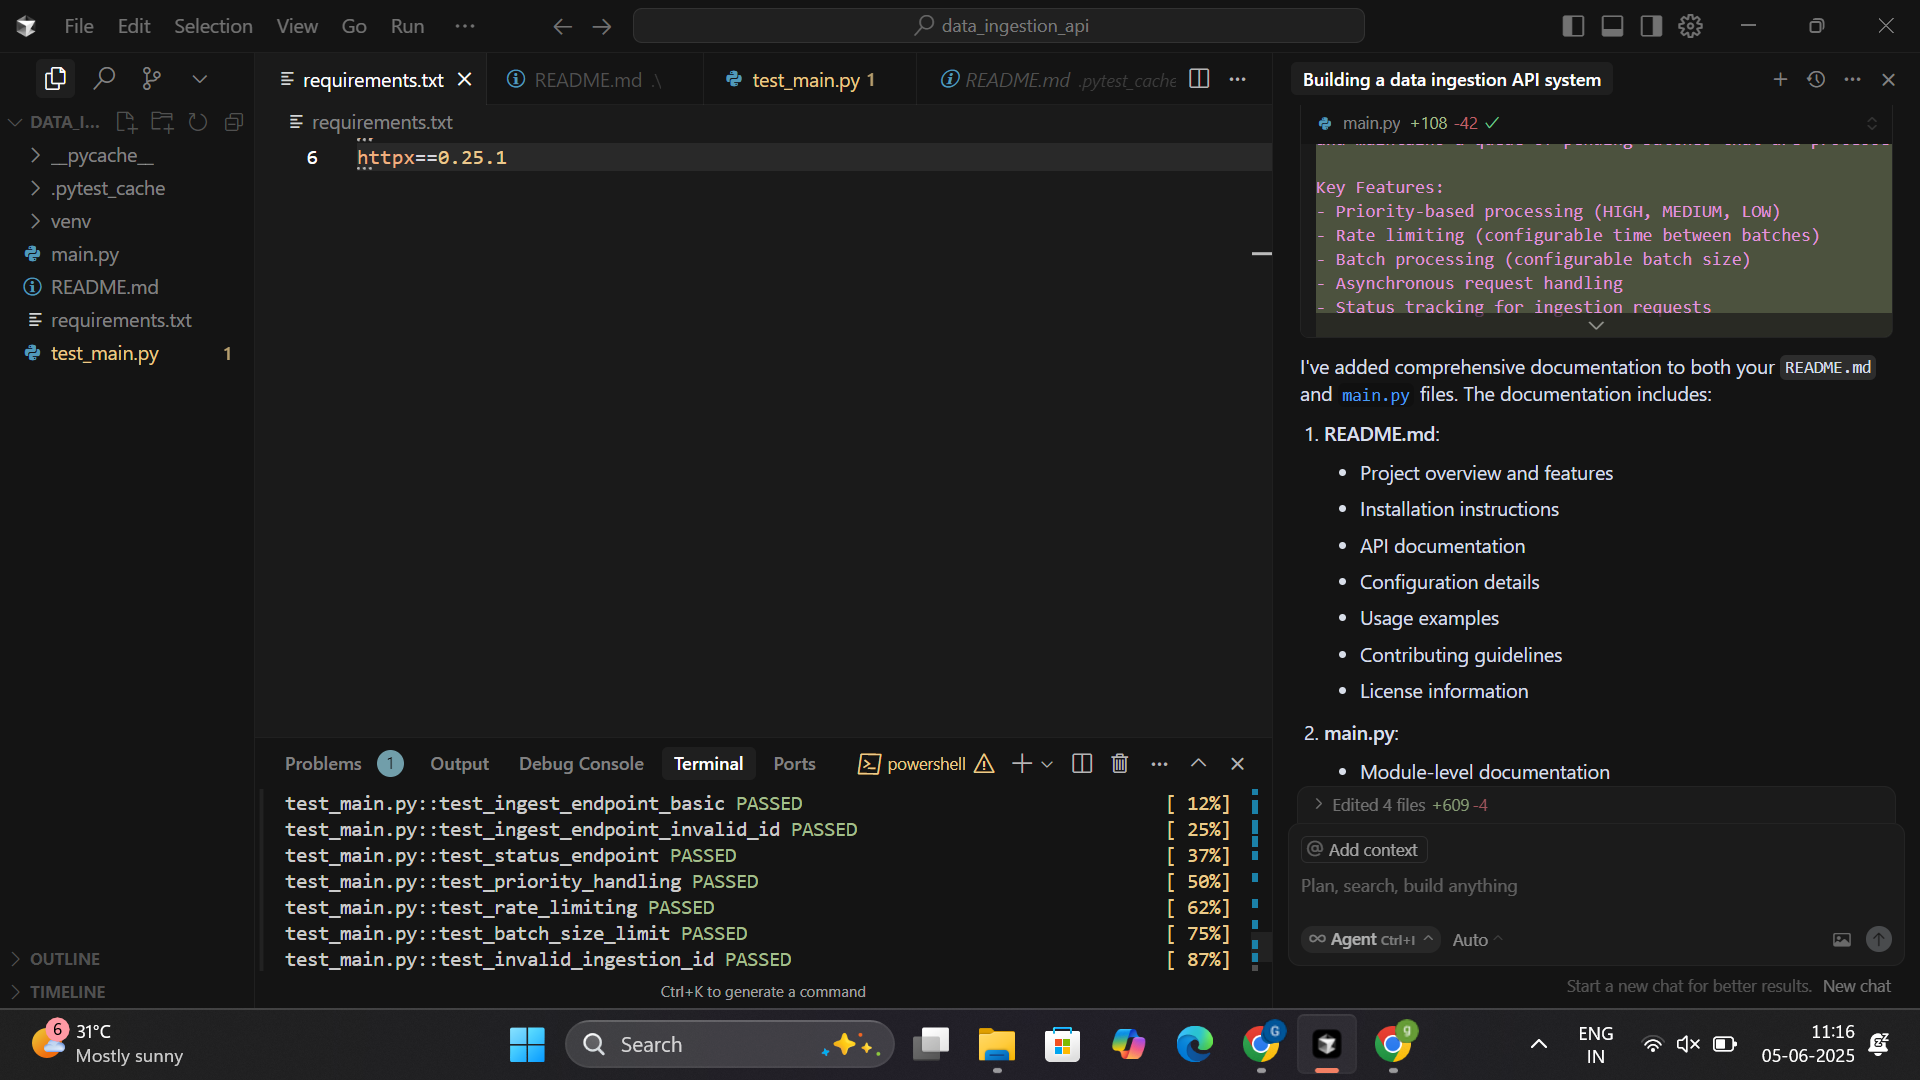 File Edit Selection View Go Run ···
data_ingestion_api
DATA_I...
__pycache__
.pytest_cache
venv
main.py
README.md
requirements.txt
test_main.py 1
OUTLINE
TIMELINE
requirements.txt
README.md .\
test_main.py 1
README.md .pytest_cache
requirements.txt
6 httpx==0.25.1
Problems 1 Output Debug Console Terminal Ports powershell
test_main.py::test_ingest_endpoint_basic PASSED [ 12%]
test_main.py::test_ingest_endpoint_invalid_id PASSED [ 25%]
test_main.py::test_status_endpoint PASSED [ 37%]
test_main.py::test_priority_handling PASSED [ 50%]
test_main.py::test_rate_limiting PASSED [ 62%]
test_main.py::test_batch_size_limit PASSED [ 75%]
test_main.py::test_invalid_ingestion_id PASSED [ 87%]
Ctrl+K to generate a command
Building a data ingestion API system
main.py +108 -42
Key Features:
- Priority-based processing (HIGH, MEDIUM, LOW)
- Rate limiting (configurable time between batches)
- Batch processing (configurable batch size)
- Asynchronous request handling
- Status tracking for ingestion requests
I've added comprehensive documentation to both your README.md
and main.py files. The documentation includes:
1. README.md:
• Project overview and features
• Installation instructions
• API documentation
• Configuration details
• Usage examples
• Contributing guidelines
• License information
2. main.py:
• Module-level documentation
Edited 4 files +609 -4
@ Add context
Plan, search, build anything
∞ Agent Ctrl+I Auto
Start a new chat for better results. New chat
6
31°C
Mostly sunny
Search
G
g
ENG
IN
11:16
05-06-2025